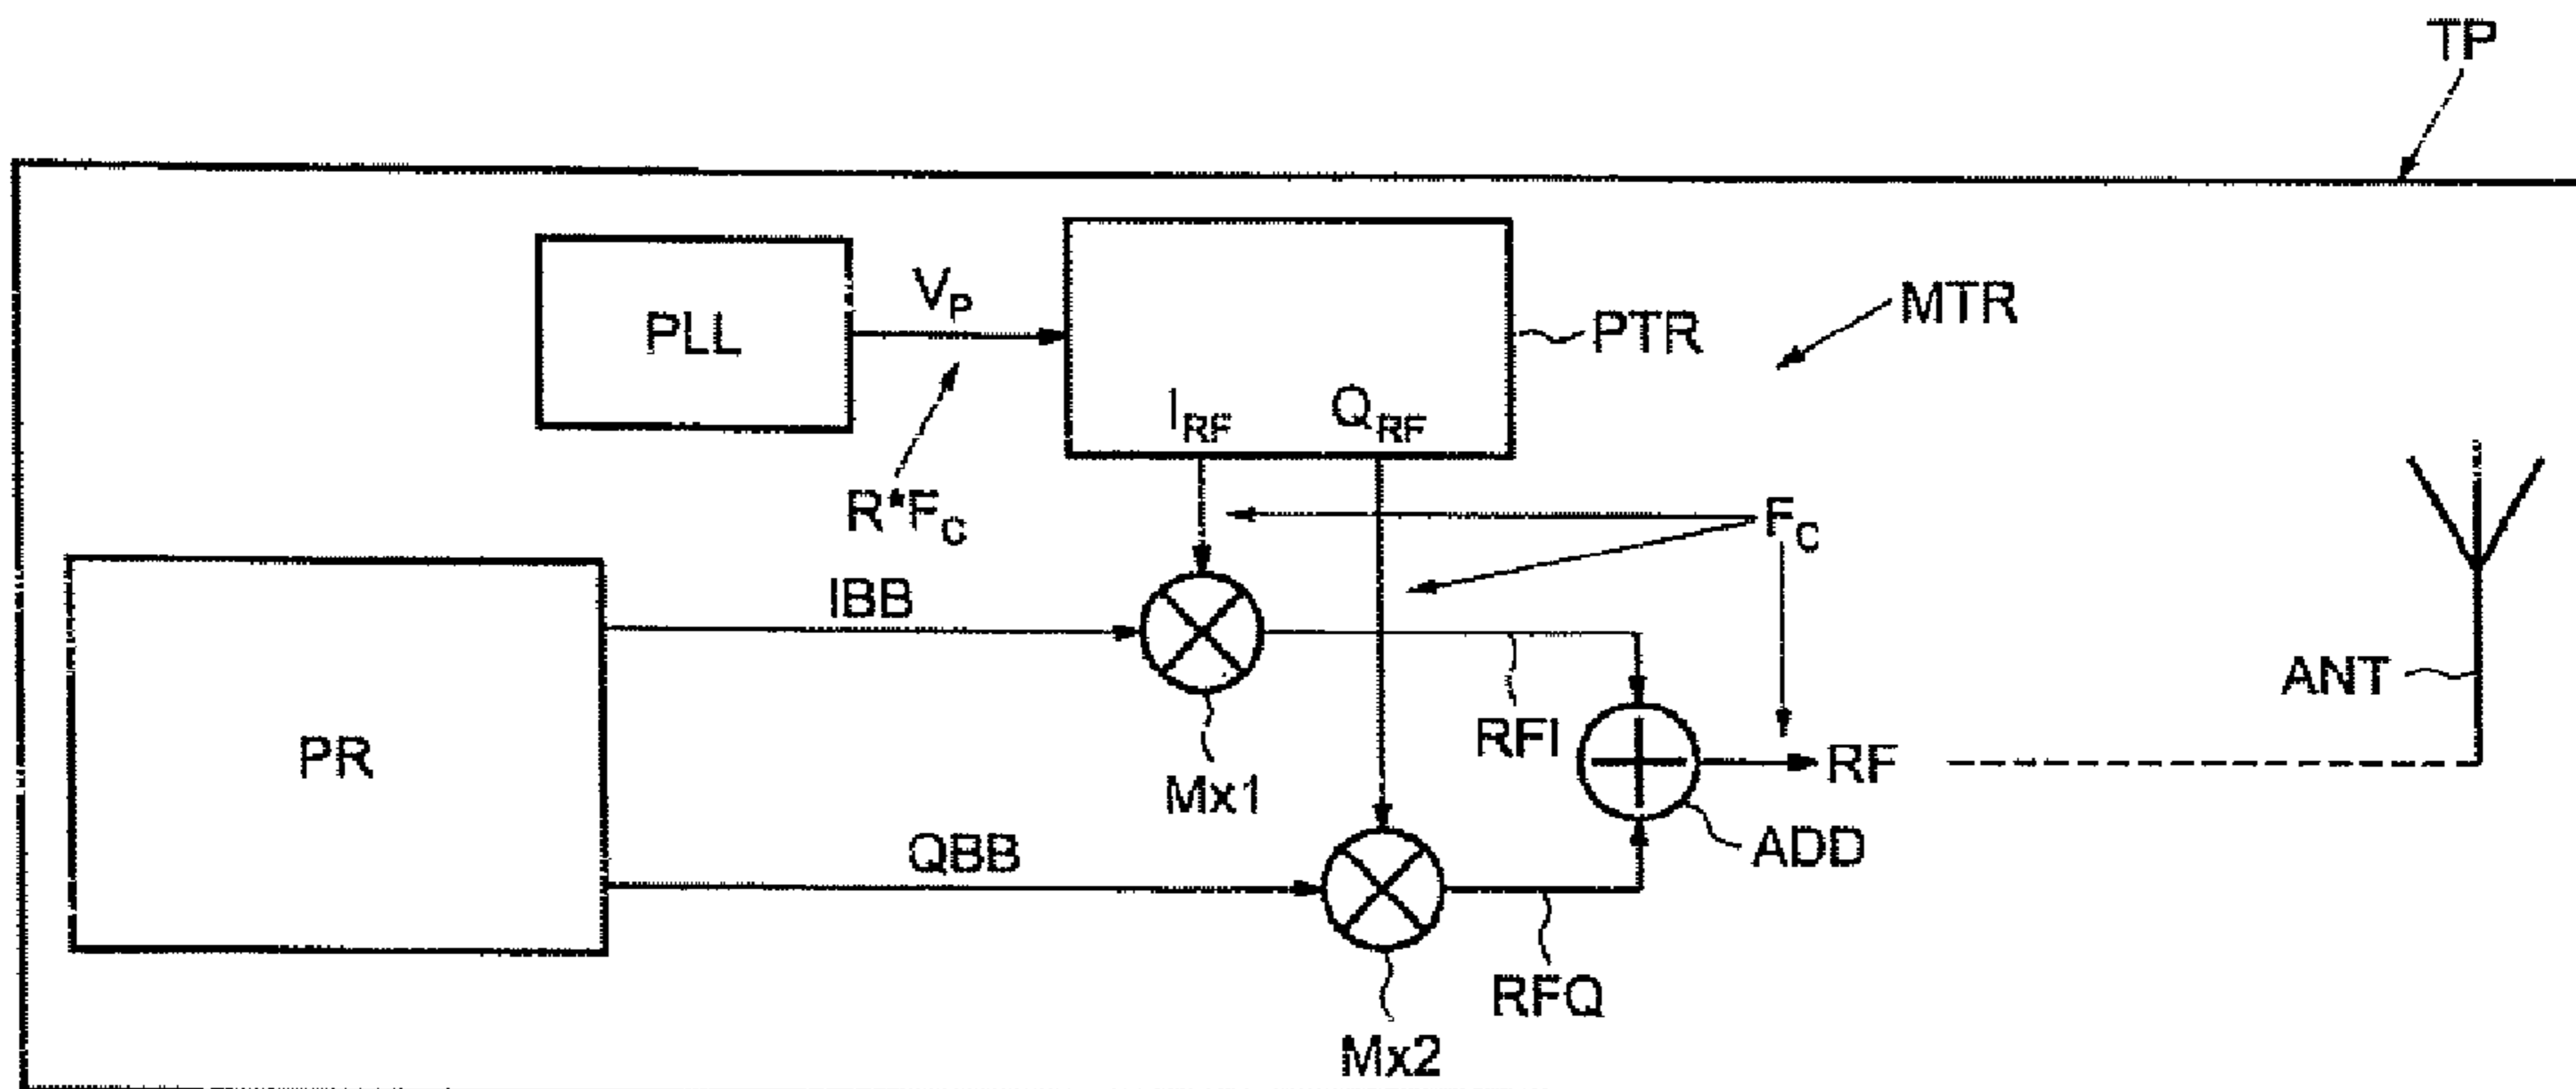 TP
V_P
PLL
PTR
MTR
I_RF
Q_RF
R*F_C
F_C
IBB
PR
RFI
ANT
RF
Mx1
QBB
ADD
RFQ
Mx2